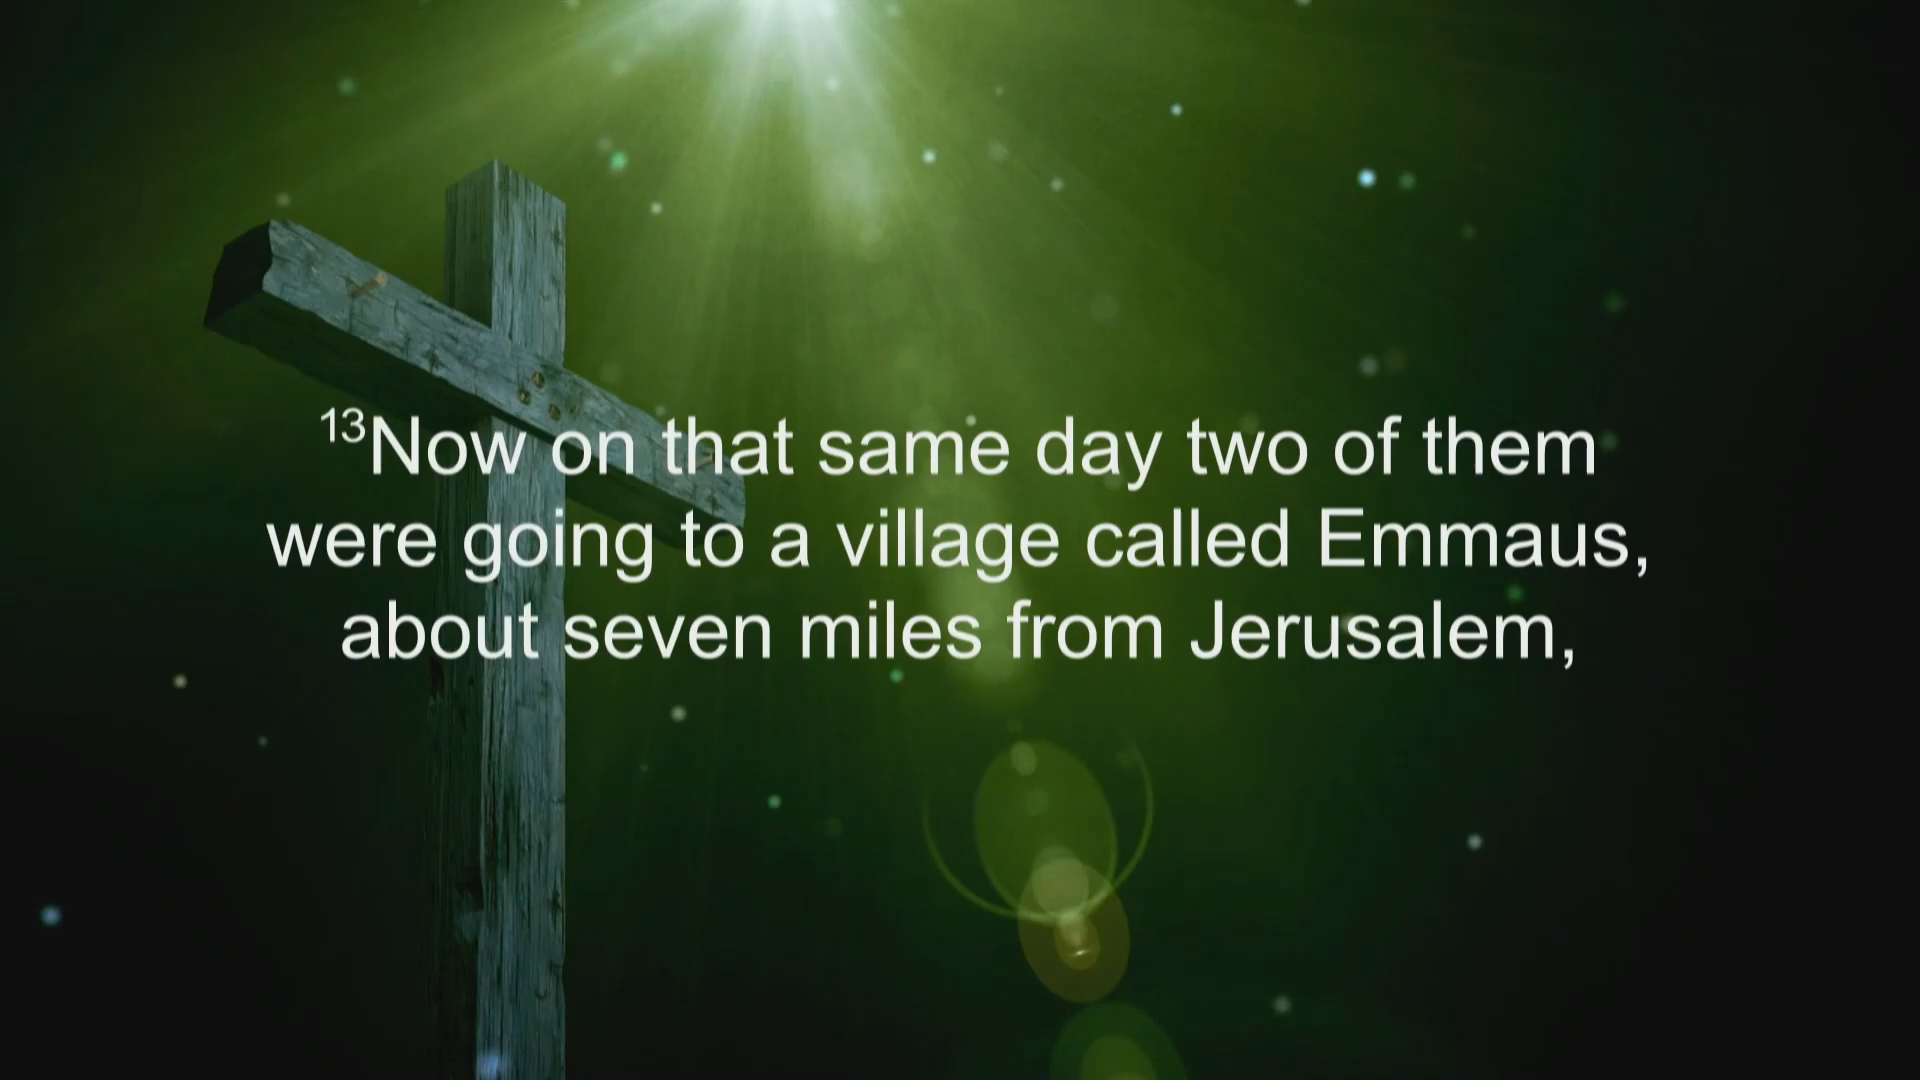 ¹³Now on that same day two of them
were going to a village called Emmaus,
about seven miles from Jerusalem,